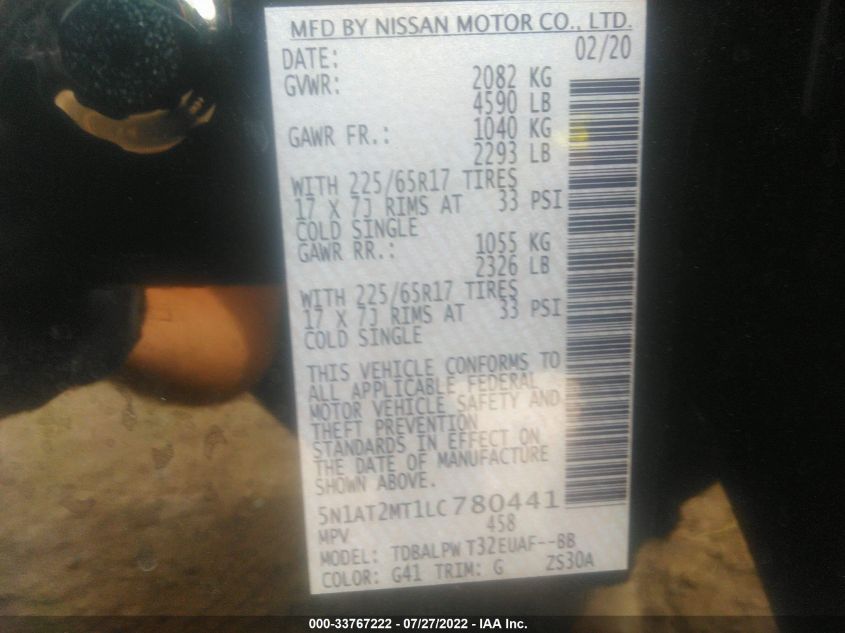 MFD BY NISSAN MOTOR CO., LTD.
DATE: 02/20
GVWR: 2082 KG
4590 LB
GAWR FR.: 1040 KG
2293 LB
WITH 225/65R17 TIRES
17 X 7J RIMS AT 33 PSI
COLD SINGLE
GAWR RR.: 1055 KG
2326 LB
WITH 225/65R17 TIRES
17 X 7J RIMS AT 33 PSI
COLD SINGLE
THIS VEHICLE CONFORMS TO
ALL APPLICABLE FEDERAL
MOTOR VEHICLE SAFETY AND
THEFT PREVENTION
STANDARDS IN EFFECT ON
THE DATE OF MANUFACTURE
SHOWN ABOVE.
5N1AT2MT1LC780441
MPV 458
MODEL: TDBALPW T32EUAF--BB
COLOR: G41 TRIM: G ZS30A
000-33767222 - 07/27/2022 - IAA Inc.